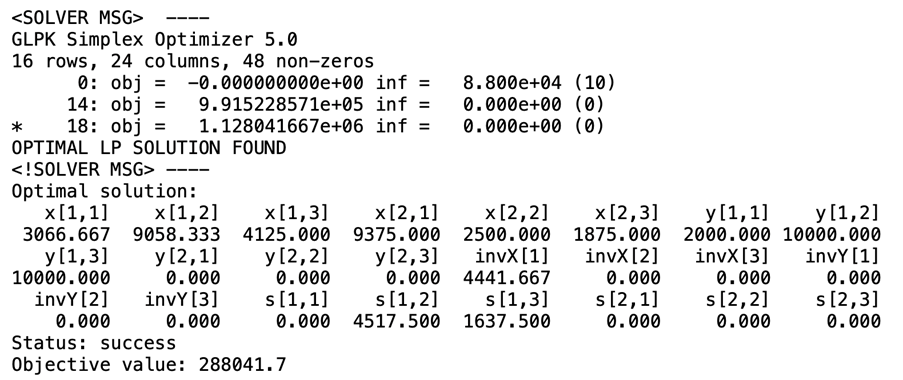 <SOLVER MSG>  ----
GLPK Simplex Optimizer 5.0
16 rows, 24 columns, 48 non-zeros
      0: obj =  -0.000000000e+00 inf =   8.800e+04 (10)
     14: obj =   9.915228571e+05 inf =   0.000e+00 (0)
*    18: obj =   1.128041667e+06 inf =   0.000e+00 (0)
OPTIMAL LP SOLUTION FOUND
<!SOLVER MSG> ----
Optimal solution:
   x[1,1]    x[1,2]    x[1,3]    x[2,1]    x[2,2]    x[2,3]    y[1,1]    y[1,2]
 3066.667  9058.333  4125.000  9375.000  2500.000  1875.000  2000.000 10000.000
   y[1,3]    y[2,1]    y[2,2]    y[2,3]   invX[1]   invX[2]   invX[3]   invY[1]
10000.000     0.000     0.000     0.000  4441.667     0.000     0.000     0.000
  invY[2]   invY[3]    s[1,1]    s[1,2]    s[1,3]    s[2,1]    s[2,2]    s[2,3]
    0.000     0.000     0.000  4517.500  1637.500     0.000     0.000     0.000
Status: success
Objective value: 288041.7